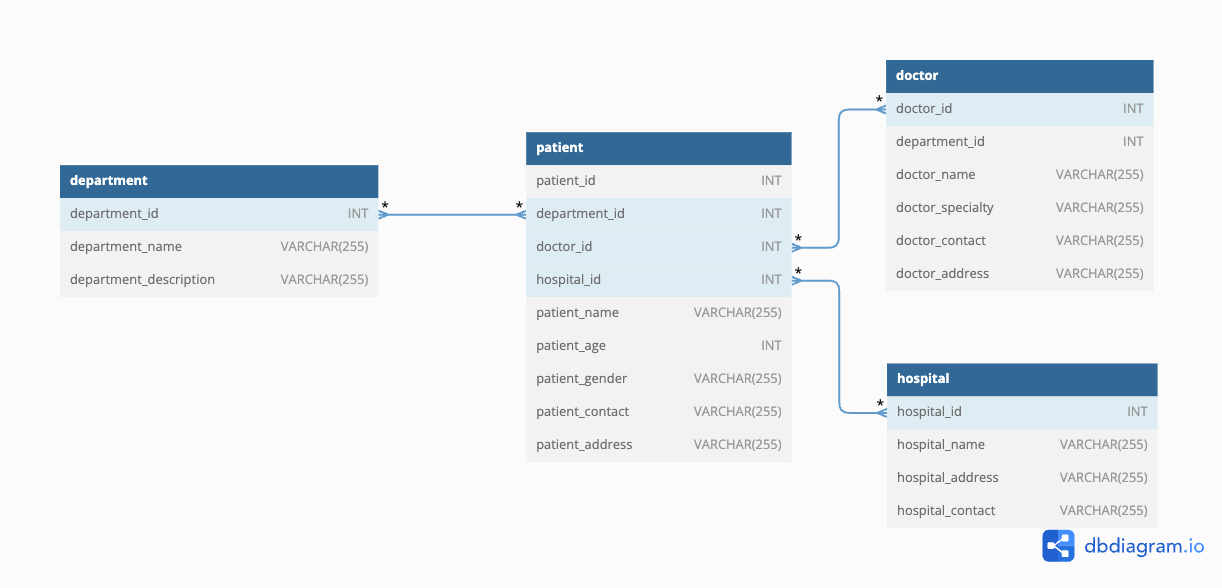 department
department_id INT
department_name VARCHAR(255)
department_description VARCHAR(255)
*
*
patient
patient_id INT
department_id INT
doctor_id INT
hospital_id INT
patient_name VARCHAR(255)
patient_age INT
patient_gender VARCHAR(255)
patient_contact VARCHAR(255)
patient_address VARCHAR(255)
*
*
*
*
doctor
doctor_id INT
department_id INT
doctor_name VARCHAR(255)
doctor_specialty VARCHAR(255)
doctor_contact VARCHAR(255)
doctor_address VARCHAR(255)
hospital
hospital_id INT
hospital_name VARCHAR(255)
hospital_address VARCHAR(255)
hospital_contact VARCHAR(255)
dbdiagram.io